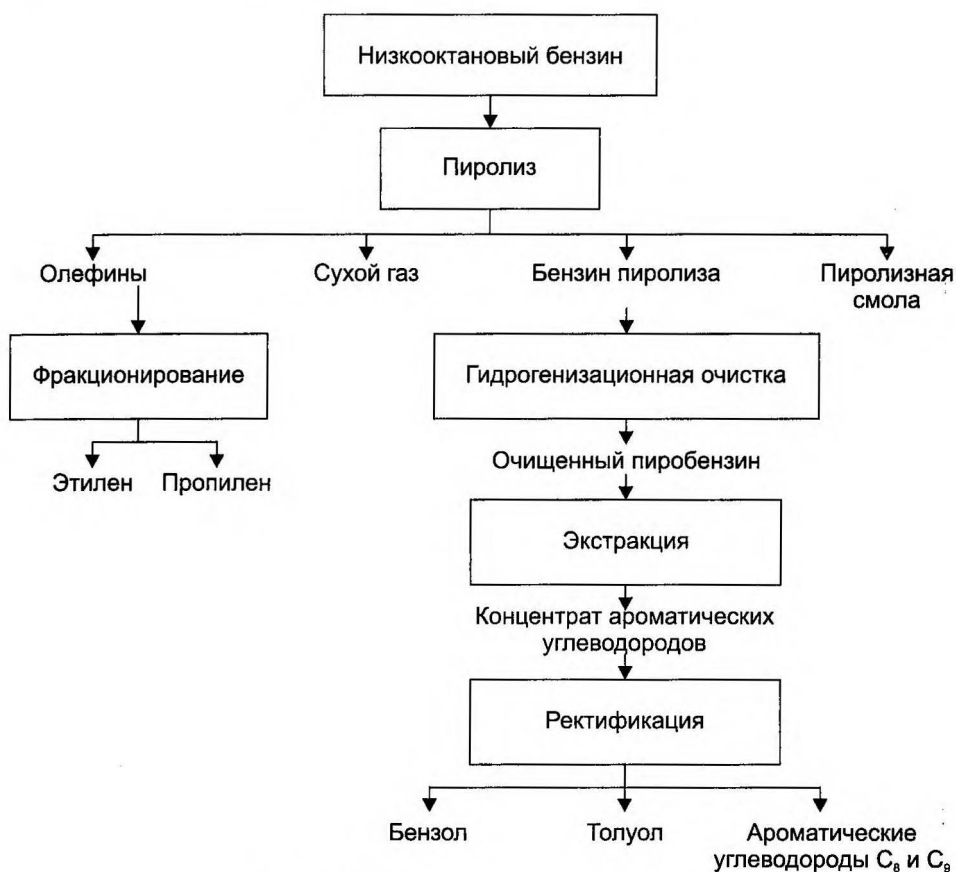 Низкооктановый бензин
Пиролиз
Олефины
Сухой газ
Бензин пиролиза
Пиролизная
смола
Фракционирование
Гидрогенизационная очистка
Этилен
Пропилен
Очищенный пиробензин
Экстракция
Концентрат ароматических
углеводородов
Ректификация
Бензол
Толуол
Ароматические
углеводороды C₈ и C₉